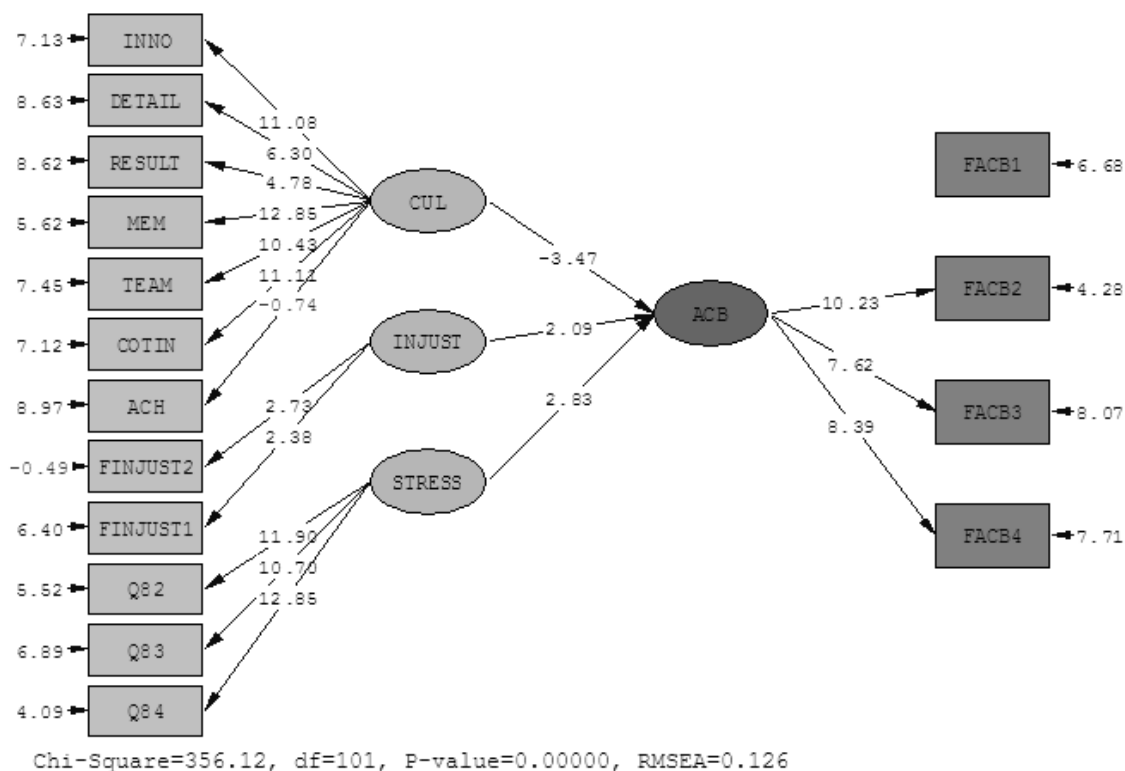 7.13 INNO
8.63 DETAIL
8.62 RESULT
5.62 MEM
7.45 TEAM
7.12 COTIN
8.97 ACH
-0.49 FINJUST2
6.40 FINJUST1
5.52 Q82
6.89 Q83
4.09 Q84
11.08
6.30
4.78
12.85
10.43
11.11
-0.74
2.73
2.38
11.90
10.70
12.85
CUL
INJUST
STRESS
-3.47
2.09
2.83
ACB
10.23
7.62
8.39
FACB1 6.68
FACB2 4.28
FACB3 8.07
FACB4 7.71
Chi-Square=356.12, df=101, P-value=0.00000, RMSEA=0.126